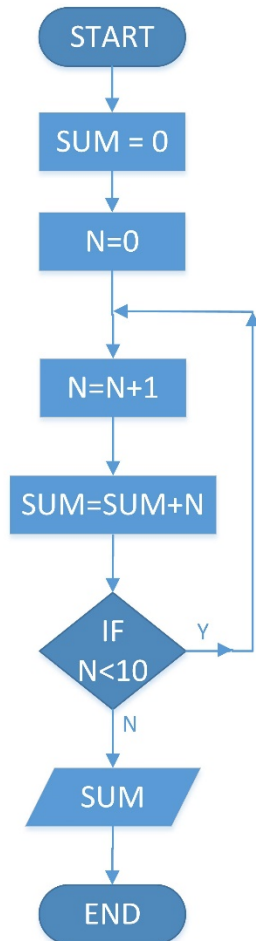 START
SUM = 0
N=0
N=N+1
SUM=SUM+N
IF
N<10
Y
N
SUM
END